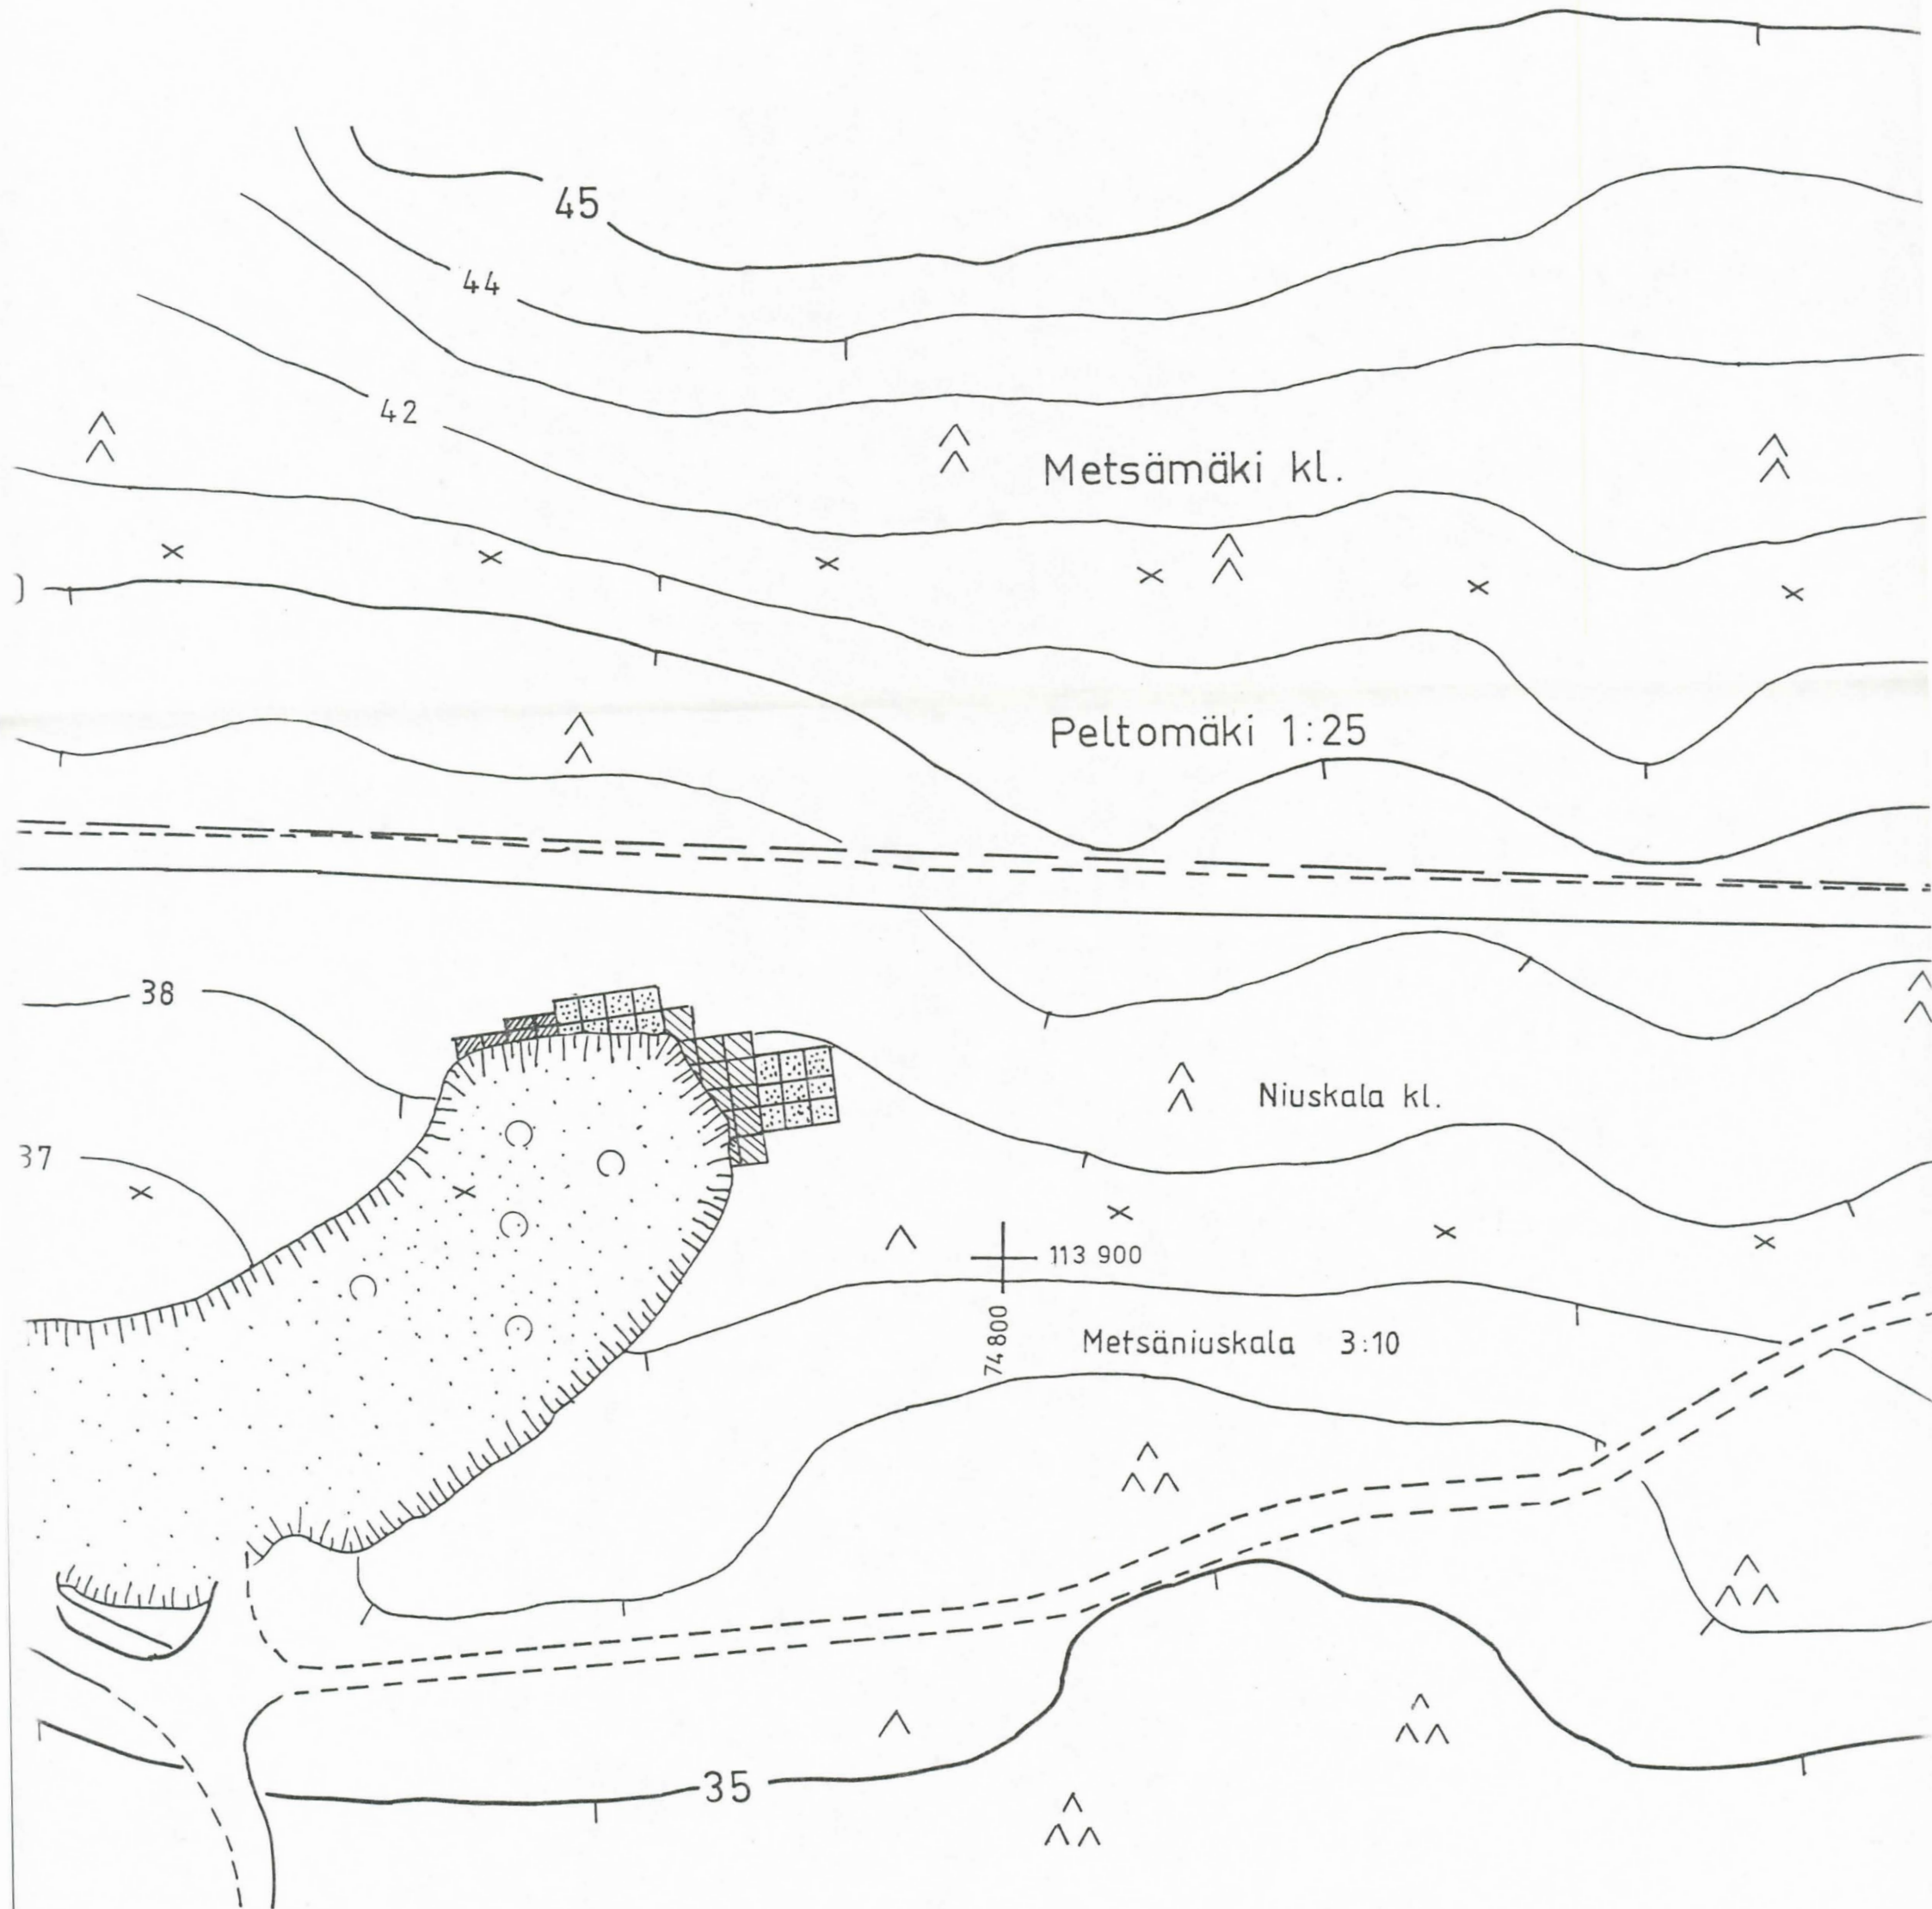 45
44
42
Metsämäki kl.
Peltomäki 1:25
38
Niuskala kl.
37
113 900
74 800
Metsäniuskala 3:10
35